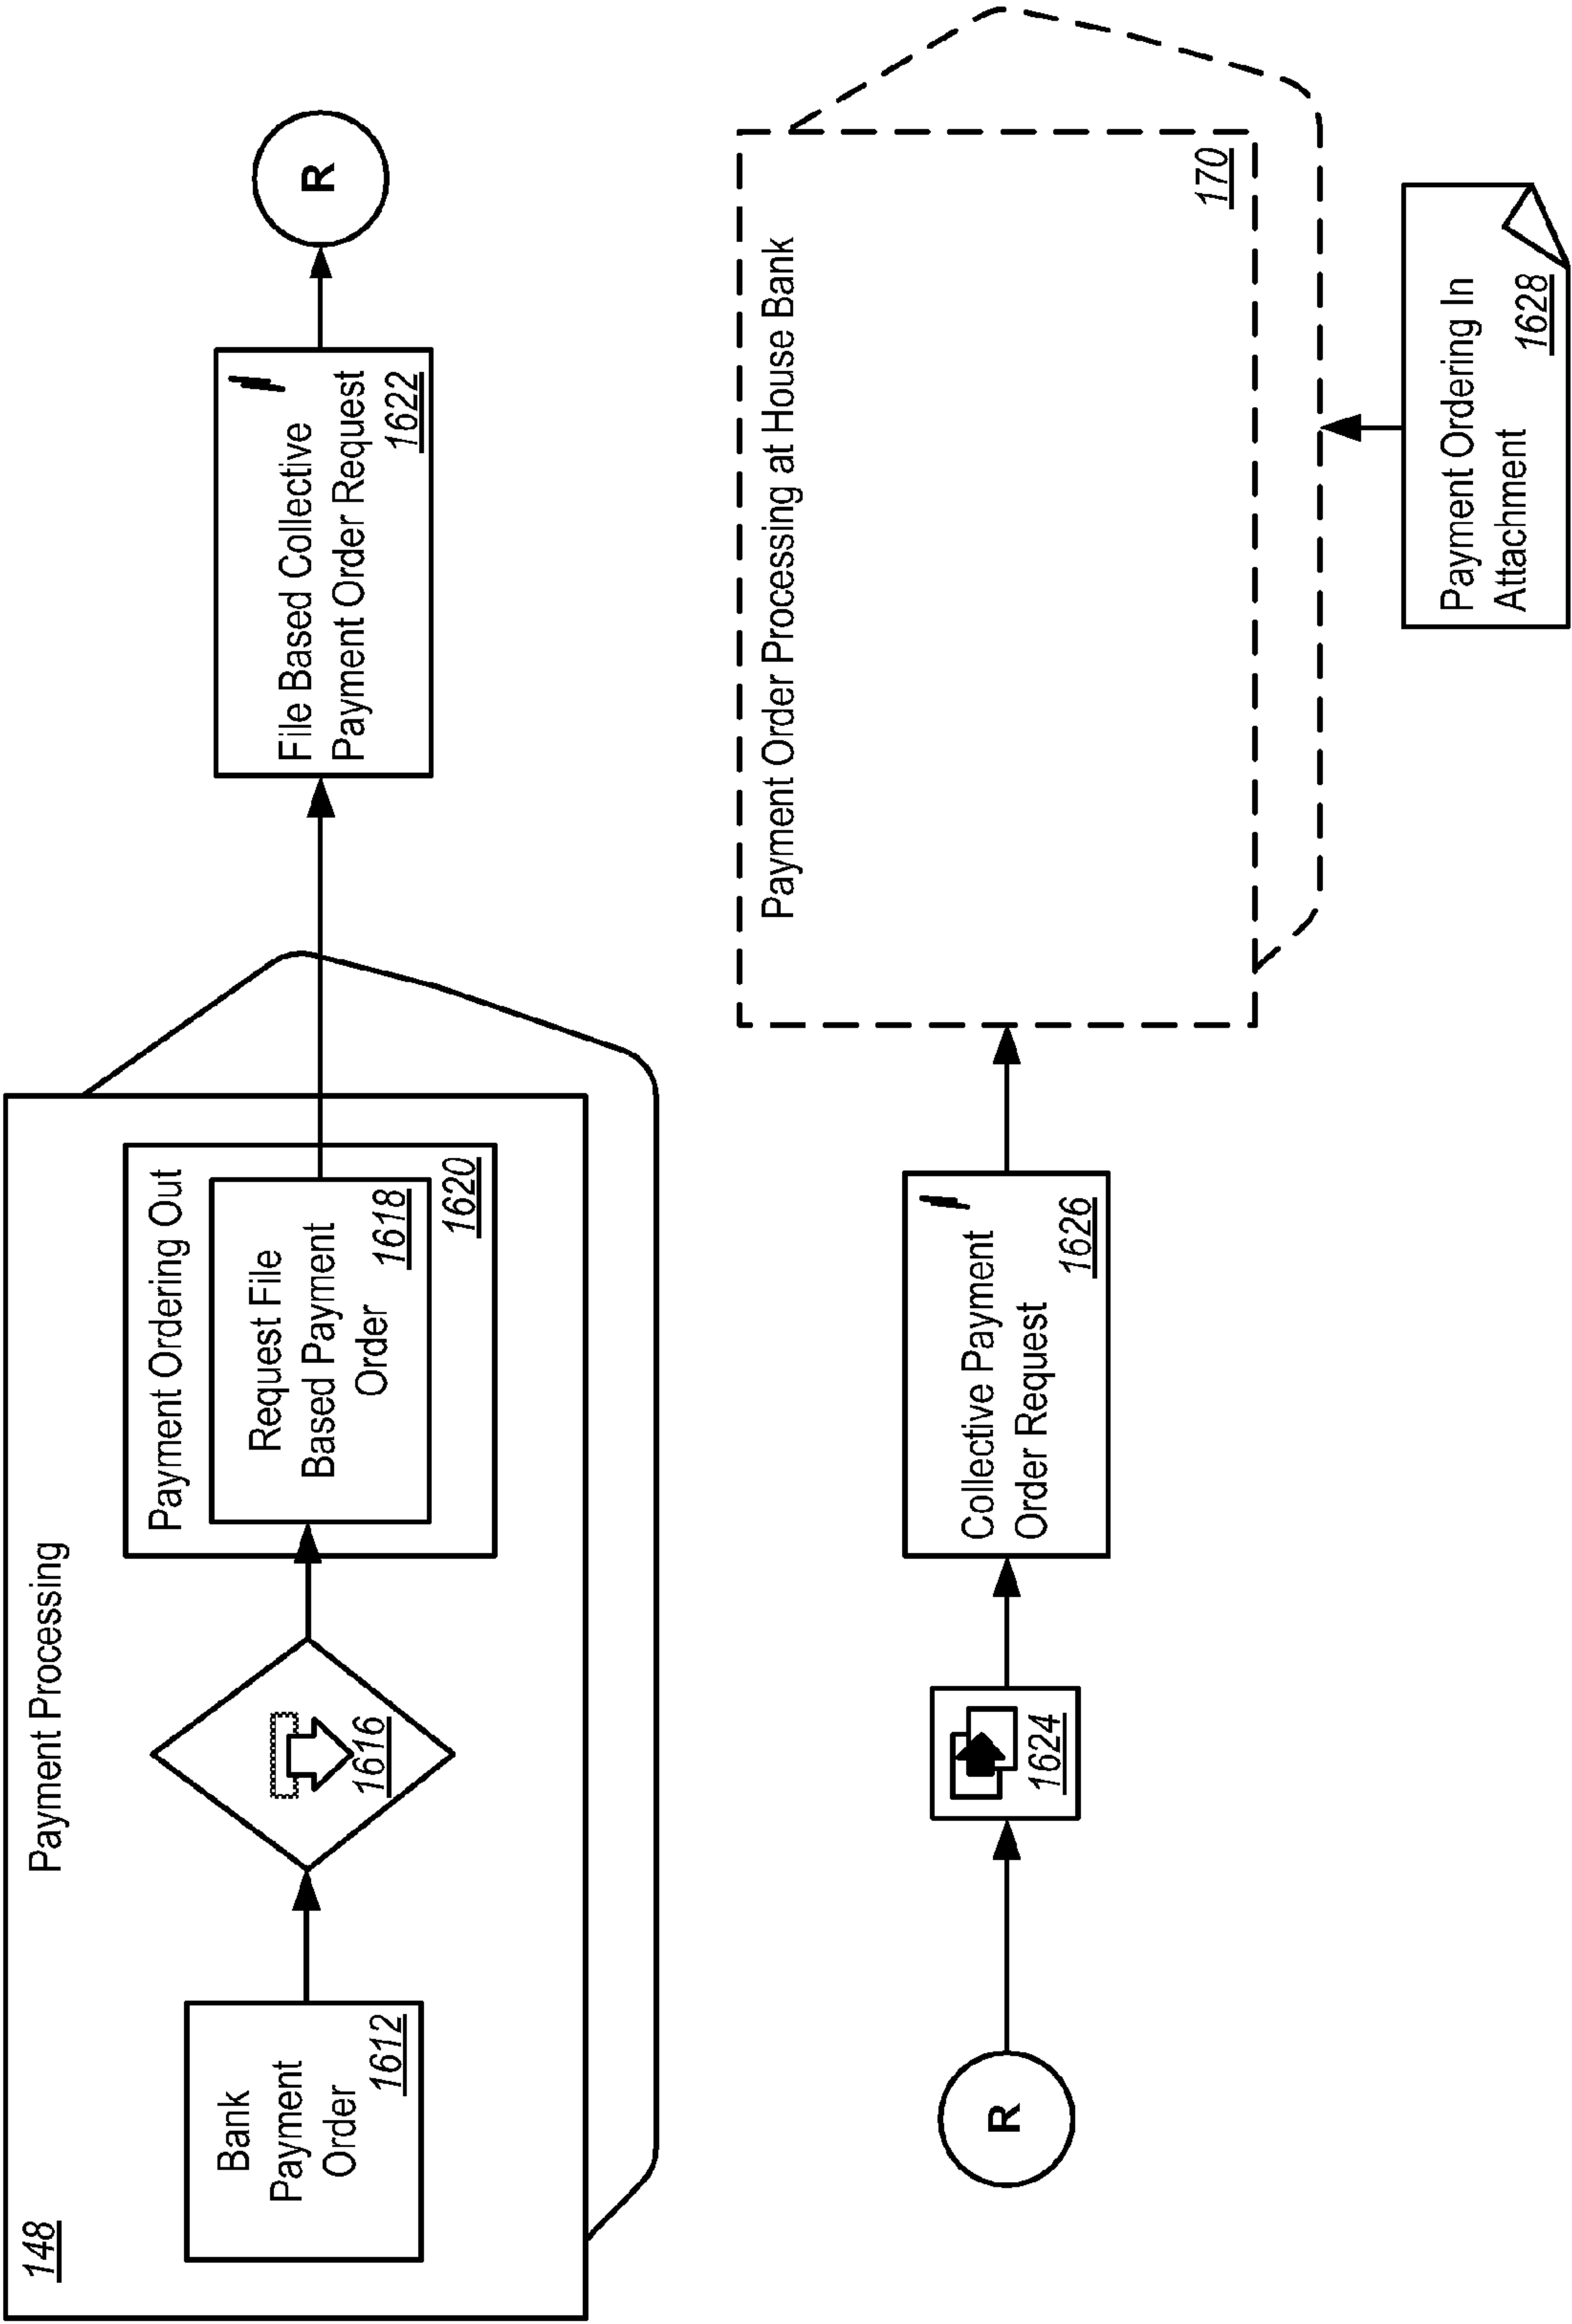 148
Payment Processing
Bank
Payment
Order
1612
1616
Payment Ordering Out
Request File
Based Payment
Order
1618
1620
File Based Collective
Payment Order Request
1622
R
R
1624
Collective Payment
Order Request
1626
Payment Order Processing at House Bank
170
Payment Ordering In
Attachment
1628